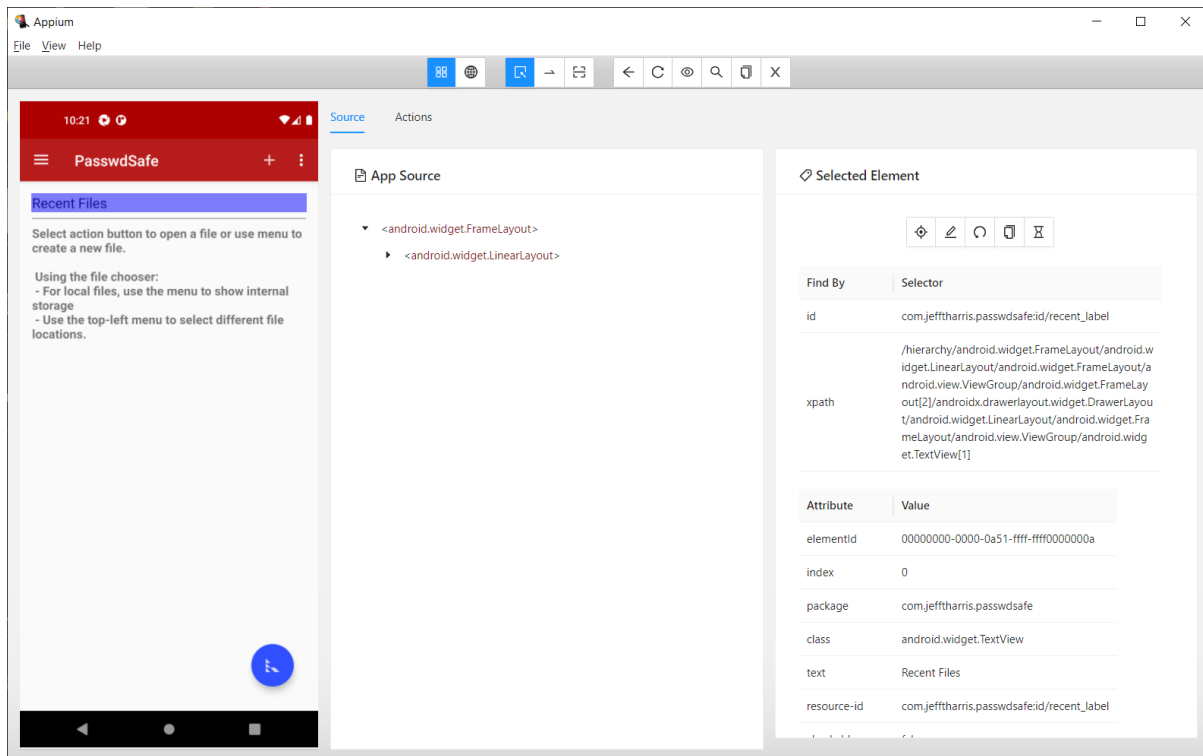 Appium
File View Help
10:21
PasswdSafe
Recent Files
Select action button to open a file or use menu to
create a new file.
Using the file chooser:
- For local files, use the menu to show internal
storage
- Use the top-left menu to select different file
locations.
Source Actions
App Source
<android.widget.FrameLayout>
<android.widget.LinearLayout>
Selected Element
Find By Selector
id com.jefftharris.passwdsafe:id/recent_label
xpath /hierarchy/android.widget.FrameLayout/android.w
idget.LinearLayout/android.widget.FrameLayout/a
ndroid.view.ViewGroup/android.widget.FrameLay
out[2]/androidx.drawerlayout.widget.DrawerLayou
t/android.widget.LinearLayout/android.widget.Fra
meLayout/android.view.ViewGroup/android.widg
et.TextView[1]
Attribute Value
elementId 00000000-0000-0a51-ffff-ffff0000000a
index 0
package com.jefftharris.passwdsafe
class android.widget.TextView
text Recent Files
resource-id com.jefftharris.passwdsafe:id/recent_label